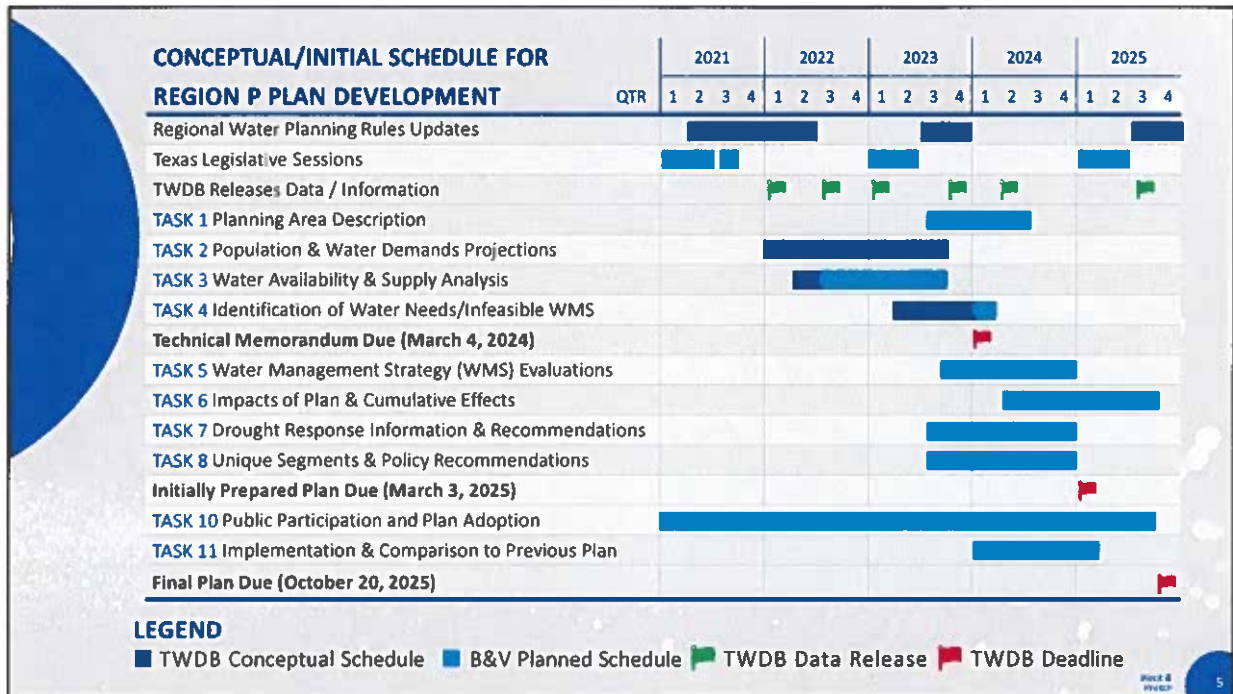 CONCEPTUAL/INITIAL SCHEDULE FOR
REGION P PLAN DEVELOPMENT
2021 2022 2023 2024 2025
QTR 1 2 3 4 1 2 3 4 1 2 3 4 1 2 3 4 1 2 3 4
Regional Water Planning Rules Updates
Texas Legislative Sessions
TWDB Releases Data / Information
TASK 1 Planning Area Description
TASK 2 Population & Water Demands Projections
TASK 3 Water Availability & Supply Analysis
TASK 4 Identification of Water Needs/Infeasible WMS
Technical Memorandum Due (March 4, 2024)
TASK 5 Water Management Strategy (WMS) Evaluations
TASK 6 Impacts of Plan & Cumulative Effects
TASK 7 Drought Response Information & Recommendations
TASK 8 Unique Segments & Policy Recommendations
Initially Prepared Plan Due (March 3, 2025)
TASK 10 Public Participation and Plan Adoption
TASK 11 Implementation & Comparison to Previous Plan
Final Plan Due (October 20, 2025)
LEGEND
TWDB Conceptual Schedule B&V Planned Schedule TWDB Data Release TWDB Deadline
5